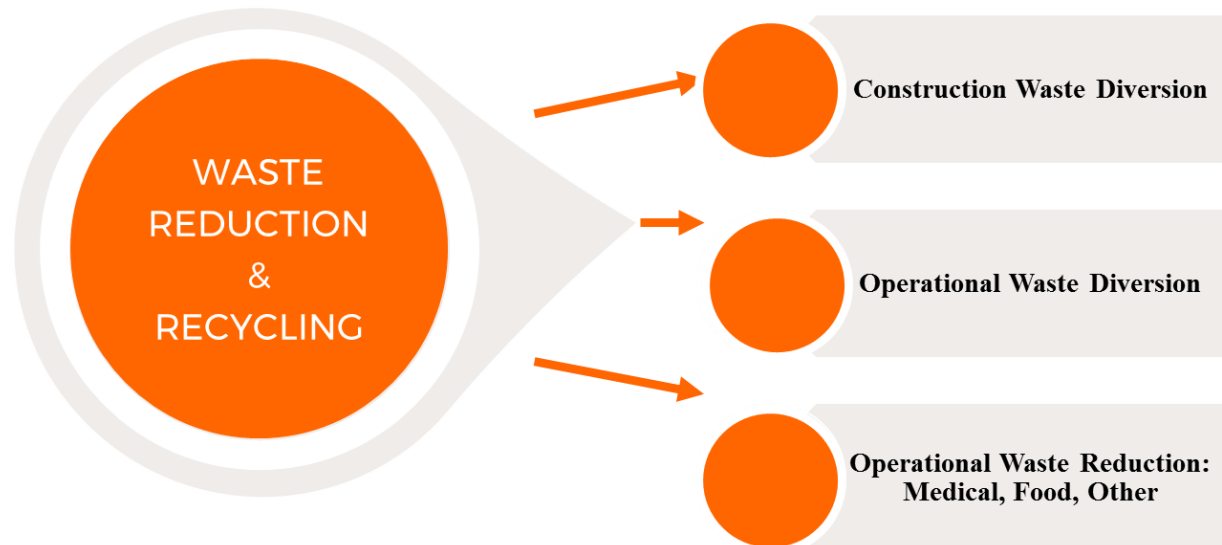 WASTE
REDUCTION
&
RECYCLING
Construction Waste Diversion
Operational Waste Diversion
Operational Waste Reduction:
Medical, Food, Other